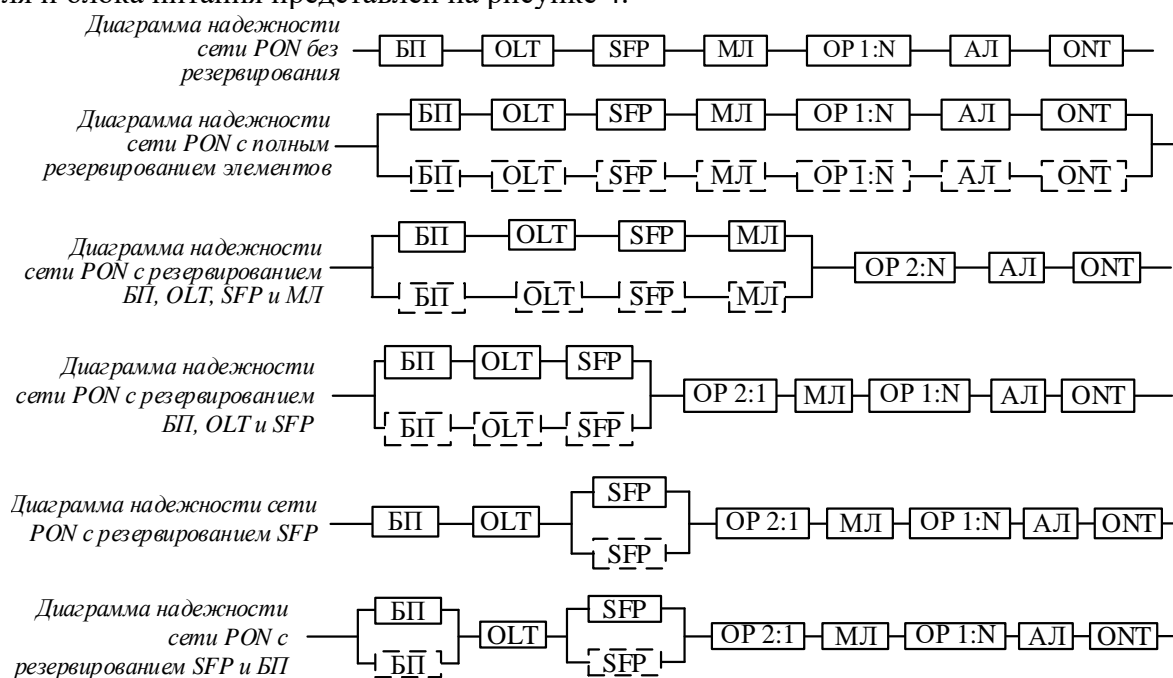 ля и блока питания представлен на рисунке 4.
Диаграмма надежности
сети PON без
резервирования
БП OLT SFP МЛ ОР 1:N АЛ ONT
Диаграмма надежности
сети PON с полным
резервированием элементов
БП OLT SFP МЛ ОР 1:N АЛ ONT
БП OLT SFP МЛ ОР 1:N АЛ ONT
Диаграмма надежности
сети PON с резервированием
БП, OLT, SFP и МЛ
БП OLT SFP МЛ
ОР 2:N АЛ ONT
БП OLT SFP МЛ
Диаграмма надежности
сети PON с резервированием
БП, OLT и SFP
БП OLT SFP
ОР 2:1 МЛ ОР 1:N АЛ ONT
БП OLT SFP
Диаграмма надежности сети
PON с резервированием SFP
SFP
БП OLT ОР 2:1 МЛ ОР 1:N АЛ ONT
SFP
Диаграмма надежности
сети PON с
резервированием SFP и БП
БП SFP
OLT ОР 2:1 МЛ ОР 1:N АЛ ONT
БП SFP